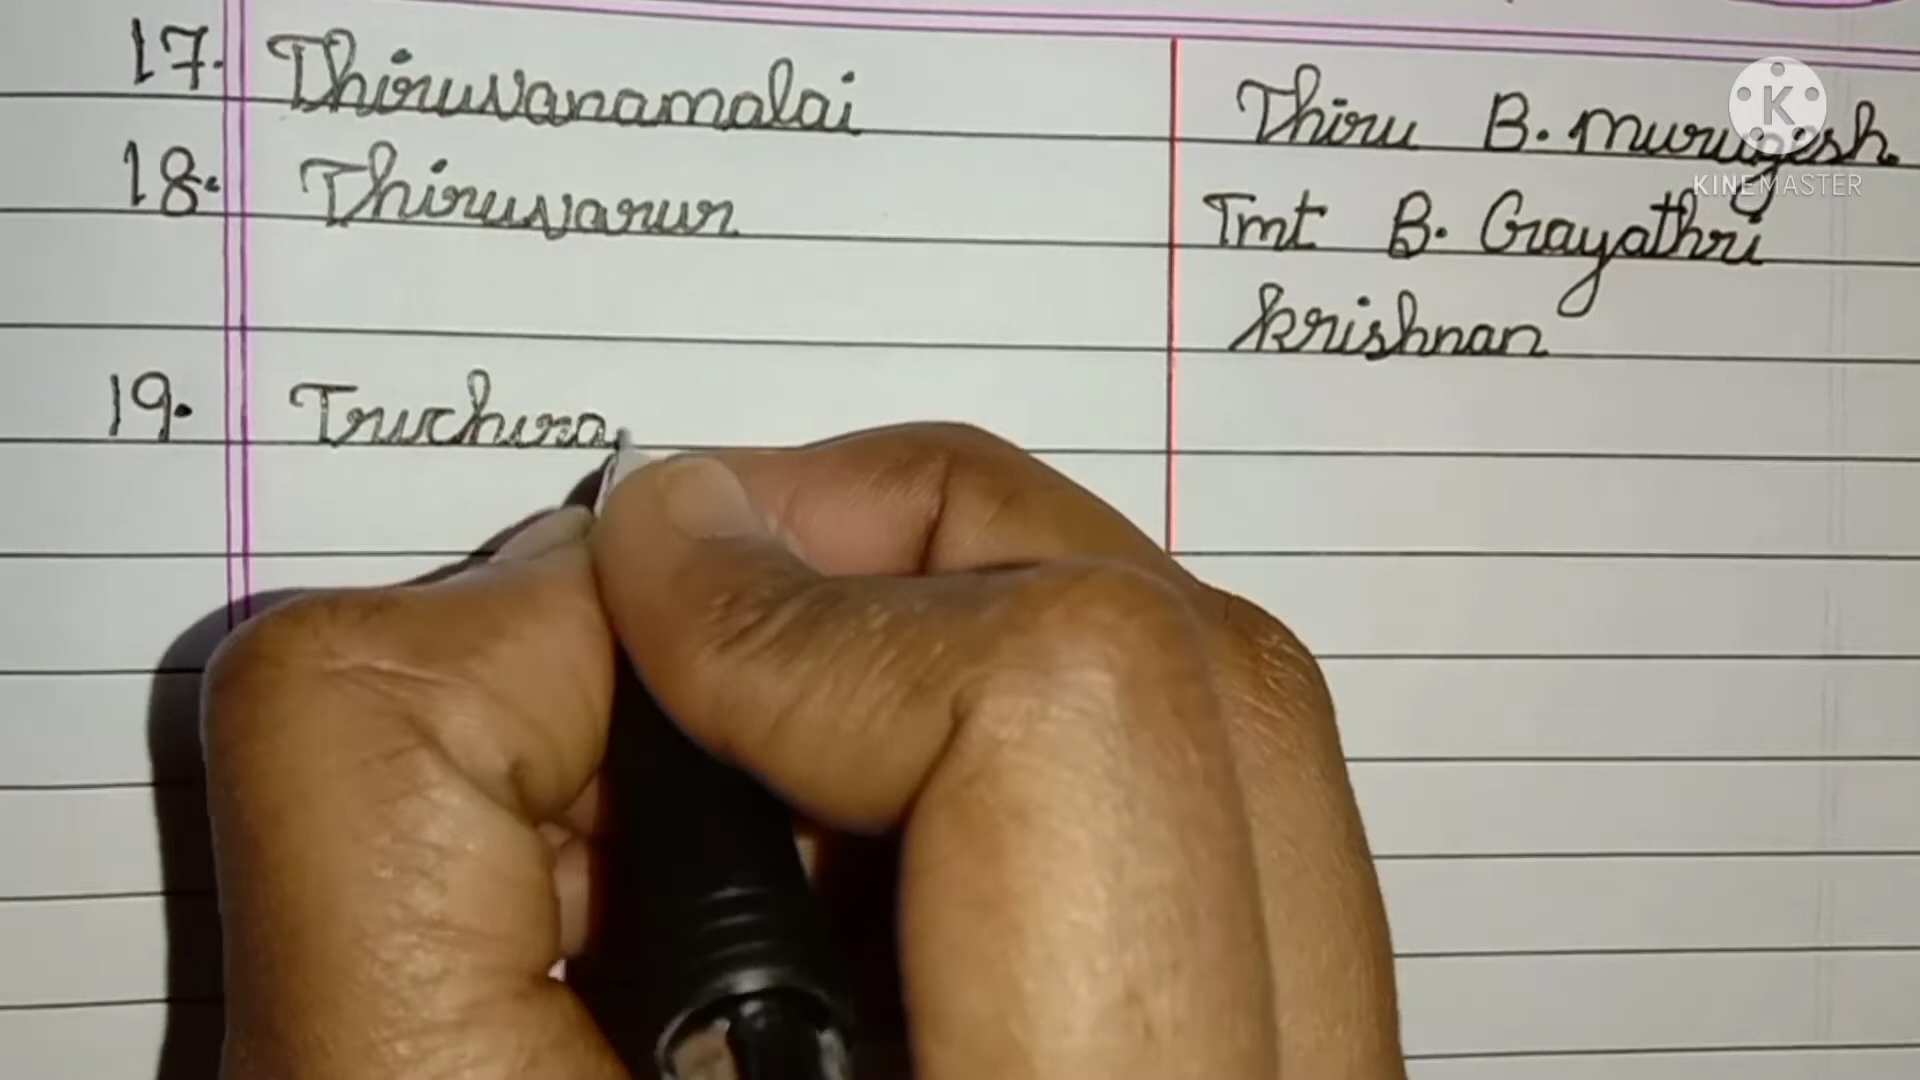 17. Thiruvanamalai Thiru B. Murugesh.
18. Thiruvarur Tmt B. Gayathri
krishnan
19. Truchira
K
KINEMASTER